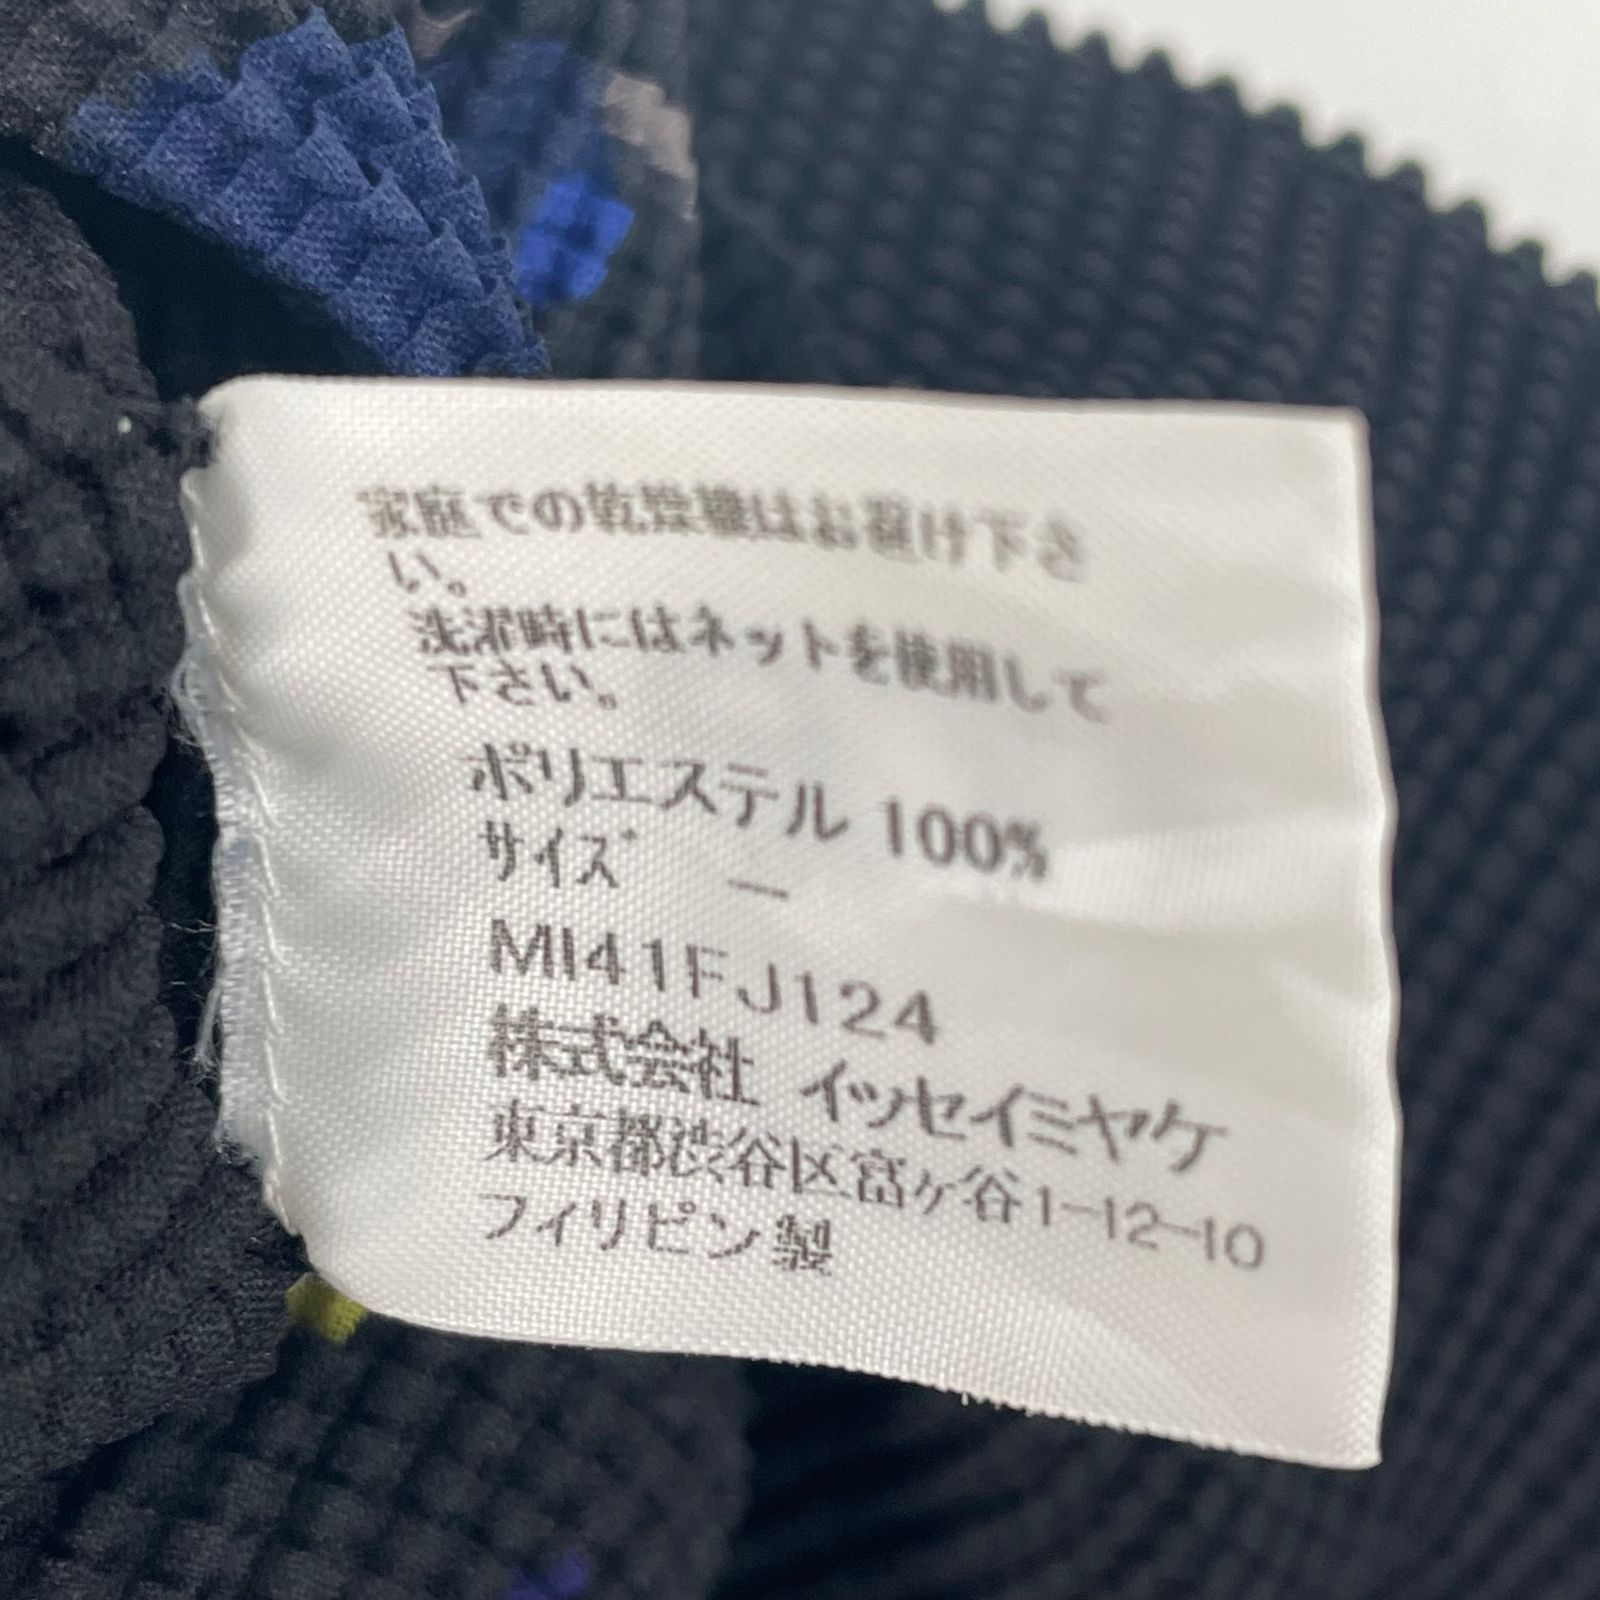 家庭での乾燥機はお避け下さ
い。
洗濯時にはネットを使用して
下さい。
ポリエステル 100%
サイズ ー
MI41FJ124
株式会社 イッセイミヤケ
東京都渋谷区富ヶ谷1-12-10
フィリピン製